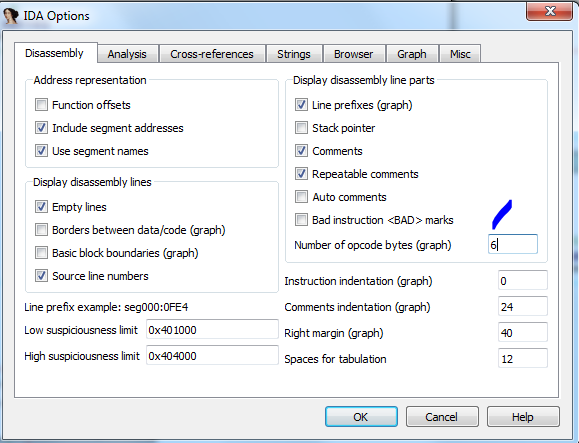 IDA Options
Disassembly Analysis Cross-references Strings Browser Graph Misc
Address representation
Function offsets
Include segment addresses
Use segment names
Display disassembly lines
Empty lines
Borders between data/code (graph)
Basic block boundaries (graph)
Source line numbers
Line prefix example: seg000:0FE4
Low suspiciousness limit 0x401000
High suspiciousness limit 0x404000
Display disassembly line parts
Line prefixes (graph)
Stack pointer
Comments
Repeatable comments
Auto comments
Bad instruction <BAD> marks
Number of opcode bytes (graph) 6
Instruction indentation (graph) 0
Comments indentation (graph) 24
Right margin (graph) 40
Spaces for tabulation 12
OK Cancel Help